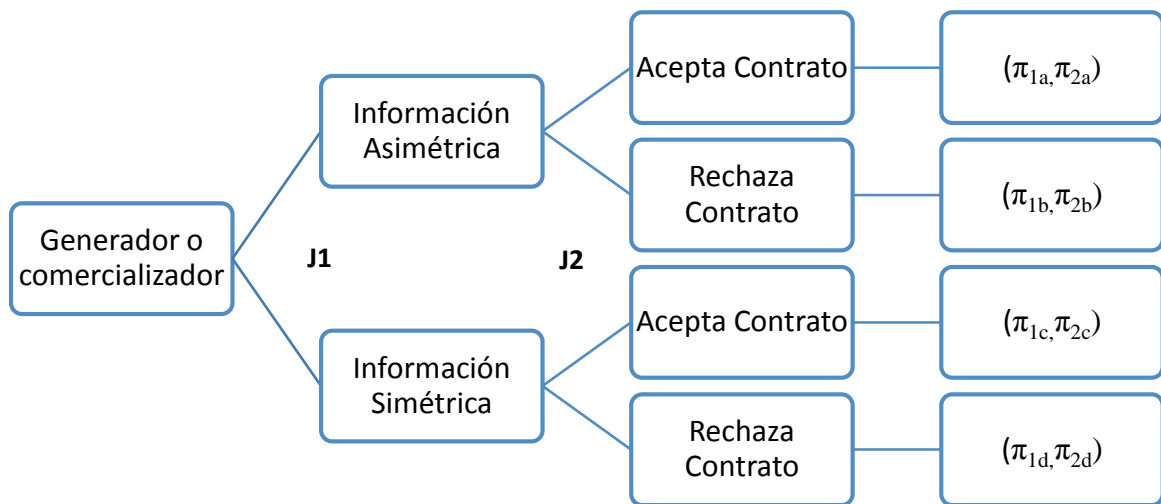 Generador o
comercializador
J1
Información
Asimétrica
Información
Simétrica
J2
Acepta Contrato
(π1a,π2a)
Rechaza
Contrato
(π1b,π2b)
Acepta Contrato
(π1c,π2c)
Rechaza
Contrato
(π1d,π2d)